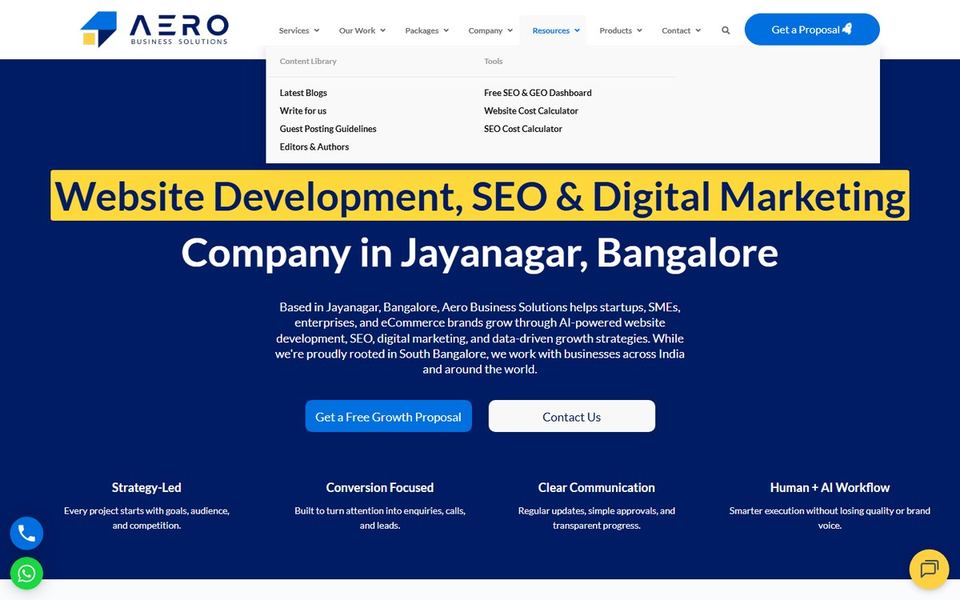 AERO
BUSINESS SOLUTIONS
Services Our Work Packages Company Resources Products Contact
Get a Proposal
Content Library Tools
Latest Blogs Free SEO & GEO Dashboard
Write for us Website Cost Calculator
Guest Posting Guidelines SEO Cost Calculator
Editors & Authors
Website Development, SEO & Digital Marketing
Company in Jayanagar, Bangalore
Based in Jayanagar, Bangalore, Aero Business Solutions helps startups, SMEs,
enterprises, and eCommerce brands grow through AI-powered website
development, SEO, digital marketing, and data-driven growth strategies. While
we're proudly rooted in South Bangalore, we work with businesses across India
and around the world.
Get a Free Growth Proposal Contact Us
Strategy-Led
Every project starts with goals, audience,
and competition.
Conversion Focused
Built to turn attention into enquiries, calls,
and leads.
Clear Communication
Regular updates, simple approvals, and
transparent progress.
Human + AI Workflow
Smarter execution without losing quality or brand
voice.